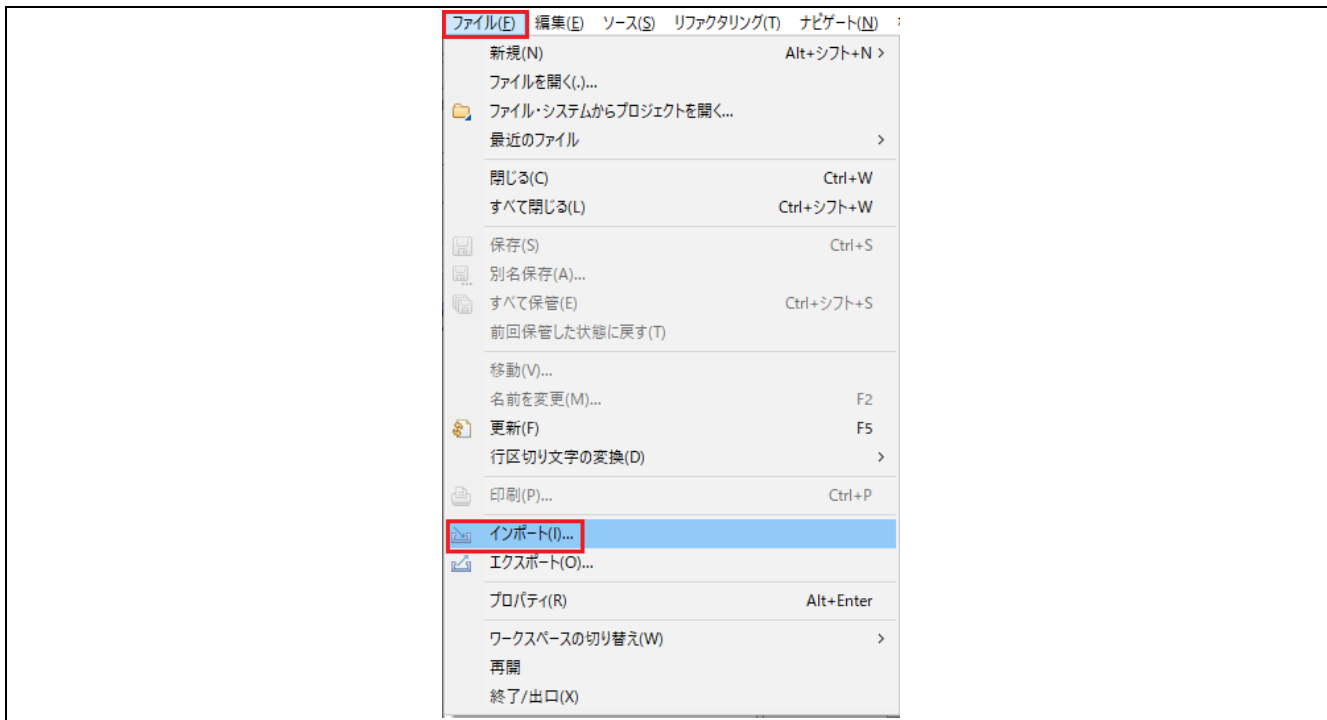 ファイル(F) 編集(E) ソース(S) リファクタリング(T) ナビゲート(N)
新規(N) Alt+シフト+N >
ファイルを開く(.)...
ファイル・システムからプロジェクトを開く...
最近のファイル >
閉じる(C) Ctrl+W
すべて閉じる(L) Ctrl+シフト+W
保存(S) Ctrl+S
別名保存(A)...
すべて保管(E) Ctrl+シフト+S
前回保管した状態に戻す(T)
移動(V)...
名前を変更(M)... F2
更新(F) F5
行区切り文字の変換(D) >
印刷(P)... Ctrl+P
インポート(I)...
エクスポート(O)...
プロパティ(R) Alt+Enter
ワークスペースの切り替え(W) >
再開
終了/出口(X)